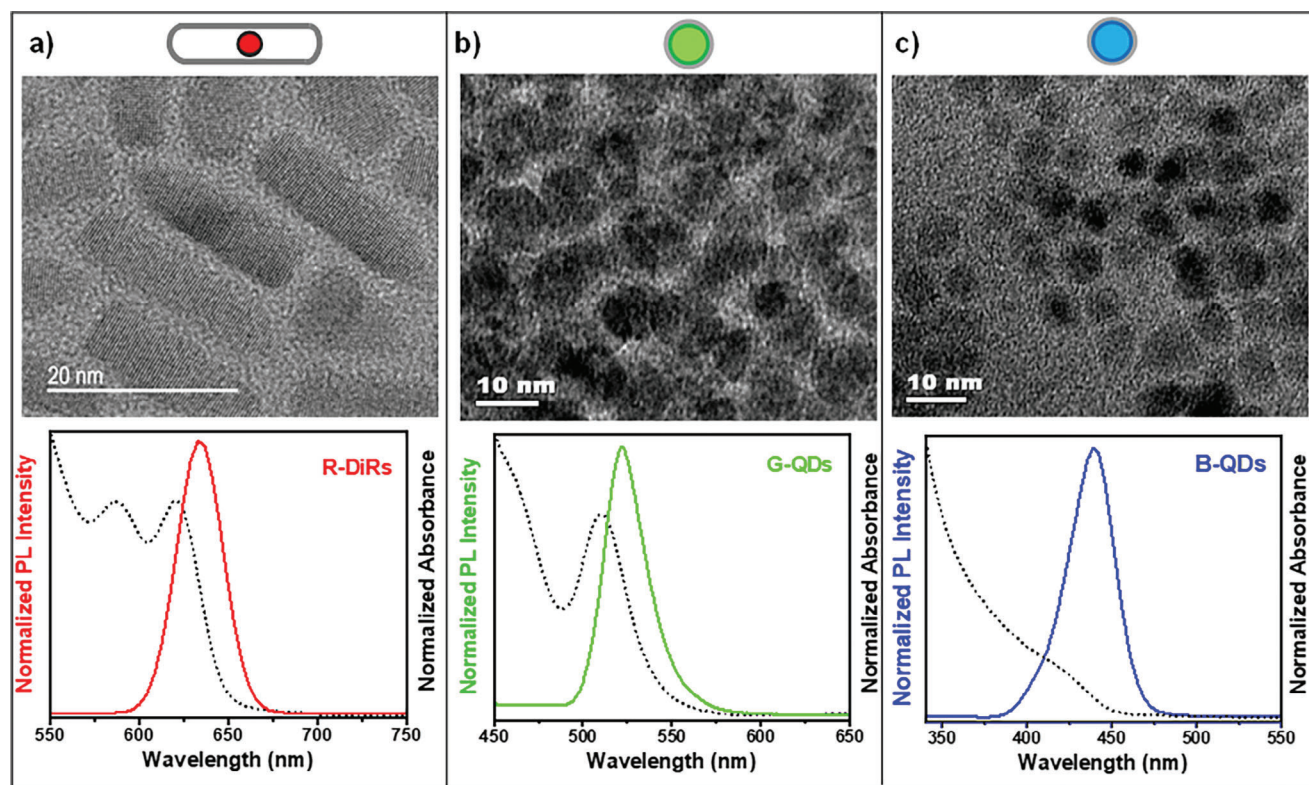 a)
20 nm
Normalized PL Intensity
R-DiRs
Normalized Absorbance
550 600 650 700 750
Wavelength (nm)
b)
10 nm
Normalized PL Intensity
G-QDs
Normalized Absorbance
450 500 550 600 650
Wavelength (nm)
c)
10 nm
Normalized PL Intensity
B-QDs
Normalized Absorbance
350 400 450 500 550
Wavelength (nm)